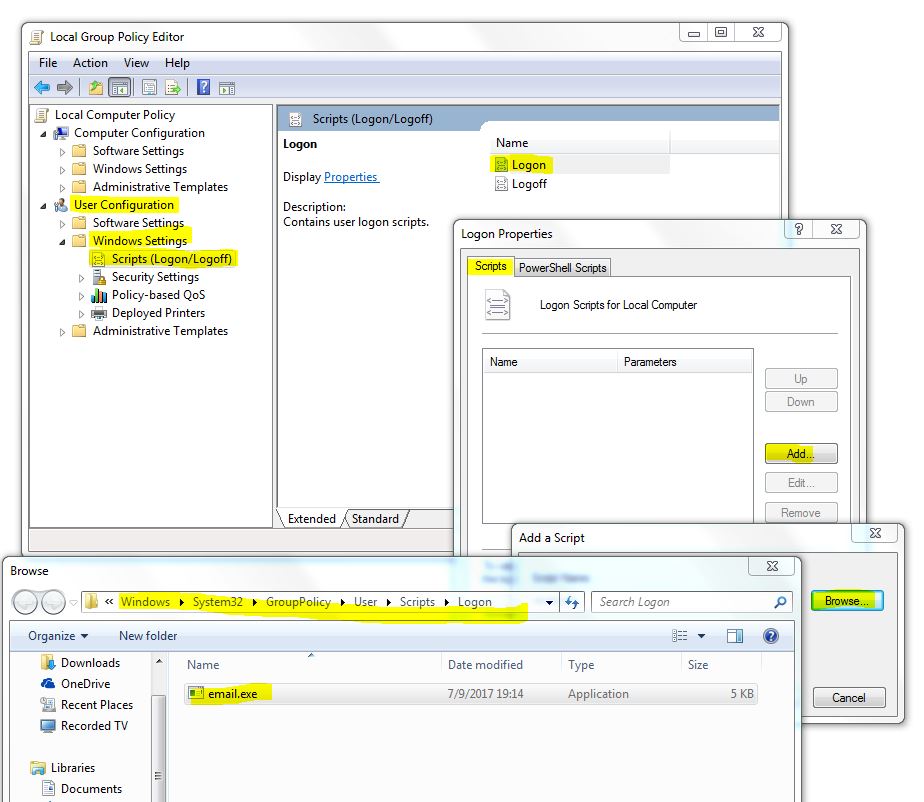 Local Group Policy Editor
File Action View Help
Local Computer Policy
Computer Configuration
Software Settings
Windows Settings
Administrative Templates
User Configuration
Software Settings
Windows Settings
Scripts (Logon/Logoff)
Security Settings
Policy-based QoS
Deployed Printers
Administrative Templates
Scripts (Logon/Logoff)
Logon
Display Properties
Description:
Contains user logon scripts.
Name
Logon
Logoff
Extended Standard
Logon Properties
Scripts PowerShell Scripts
Logon Scripts for Local Computer
Name Parameters
Up
Down
Add...
Edit...
Remove
Add a Script
Browse...
Cancel
Browse
« Windows System32 GroupPolicy User Scripts Logon
Search Logon
Organize New folder
Downloads
OneDrive
Recent Places
Recorded TV
Libraries
Documents
Name Date modified Type Size
email.exe 7/9/2017 19:14 Application 5 KB